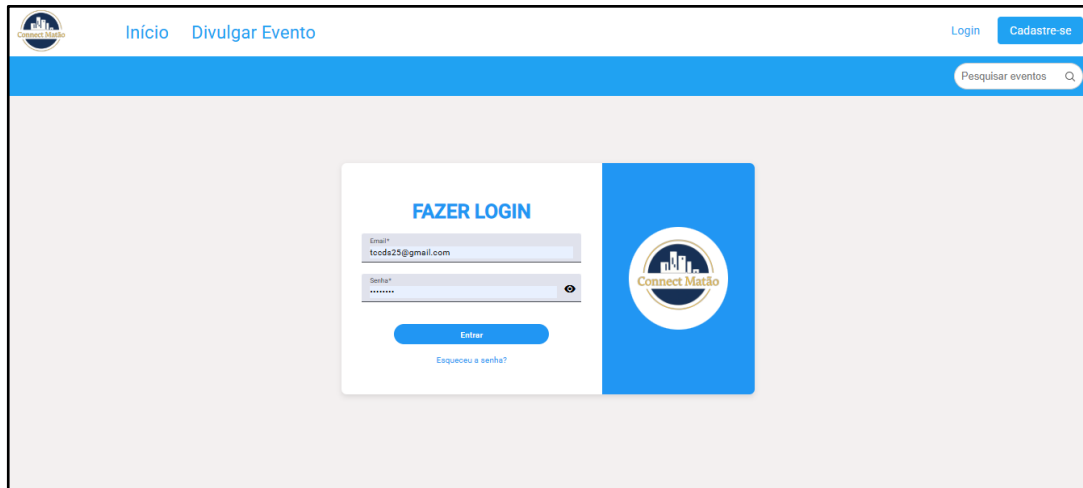 Connect Matão
Início Divulgar Evento
Login Cadastre-se
Pesquisar eventos
FAZER LOGIN
Email*
tccds25@gmail.com
Senha*
••••••••
Entrar
Esqueceu a senha?
Connect Matão